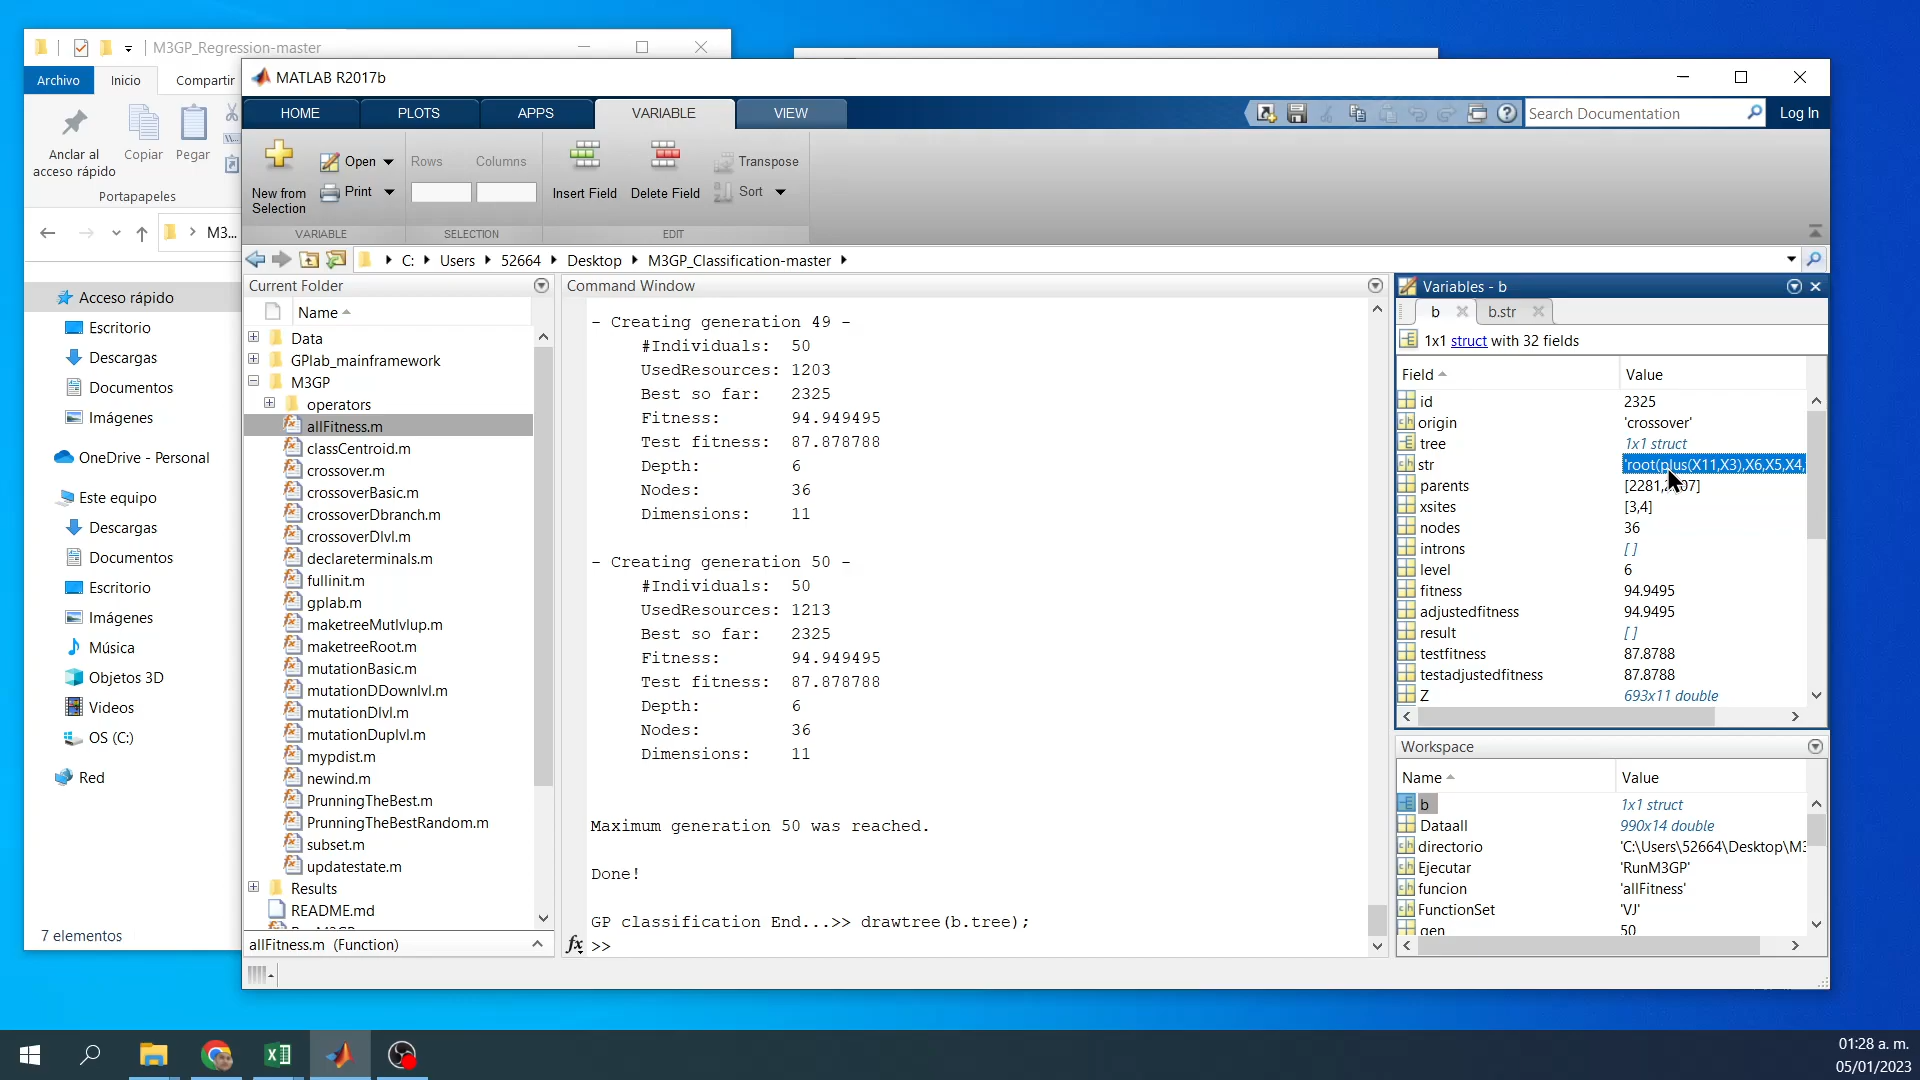 M3GP_Regression-master
Archivo
Inicio
Compartir
Anclar al
acceso rápido
Copiar
Pegar
Portapapeles
M3...
Acceso rápido
Escritorio
Descargas
Documentos
Imágenes
OneDrive - Personal
Este equipo
Descargas
Documentos
Escritorio
Imágenes
Música
Objetos 3D
Videos
OS (C:)
Red
7 elementos
MATLAB R2017b
HOME
PLOTS
APPS
VARIABLE
VIEW
Search Documentation
Log In
New from
Selection
Open
Print
VARIABLE
Rows
Columns
SELECTION
Insert Field
Delete Field
Transpose
Sort
EDIT
C:
Users
52664
Desktop
M3GP_Classification-master
Current Folder
Name
Data
GPlab_mainframework
M3GP
operators
allFitness.m
classCentroid.m
crossover.m
crossoverBasic.m
crossoverDbranch.m
crossoverDlvl.m
declareterminals.m
fullinit.m
gplab.m
maketreeMutlvlup.m
maketreeRoot.m
mutationBasic.m
mutationDDownlvl.m
mutationDlvl.m
mutationDuplvl.m
mypdist.m
newind.m
PrunningTheBest.m
PrunningTheBestRandom.m
subset.m
updatestate.m
Results
README.md
allFitness.m (Function)
Command Window
- Creating generation 49 -
#Individuals: 50
UsedResources: 1203
Best so far: 2325
Fitness: 94.949495
Test fitness: 87.878788
Depth: 6
Nodes: 36
Dimensions: 11
- Creating generation 50 -
#Individuals: 50
UsedResources: 1213
Best so far: 2325
Fitness: 94.949495
Test fitness: 87.878788
Depth: 6
Nodes: 36
Dimensions: 11
Maximum generation 50 was reached.
Done!
GP classification End...>> drawtree(b.tree);
fx >>
Variables - b
b
b.str
1x1 struct with 32 fields
Field Value
id 2325
origin 'crossover'
tree 1x1 struct
str 'root(plus(X11,X3),X6,X5,X4,
parents
xsites [3,4]
nodes 36
introns []
level 6
fitness 94.9495
adjustedfitness 94.9495
result []
testfitness 87.8788
testadjustedfitness 87.8788
Z 693x11 double
Workspace
Name Value
b 1x1 struct
Dataall 990x14 double
directorio 'C:\Users\52664\Desktop\M3
Ejecutar 'RunM3GP'
funcion 'allFitness'
FunctionSet 'VJ'
gen 50
01:28 a. m.
05/01/2023